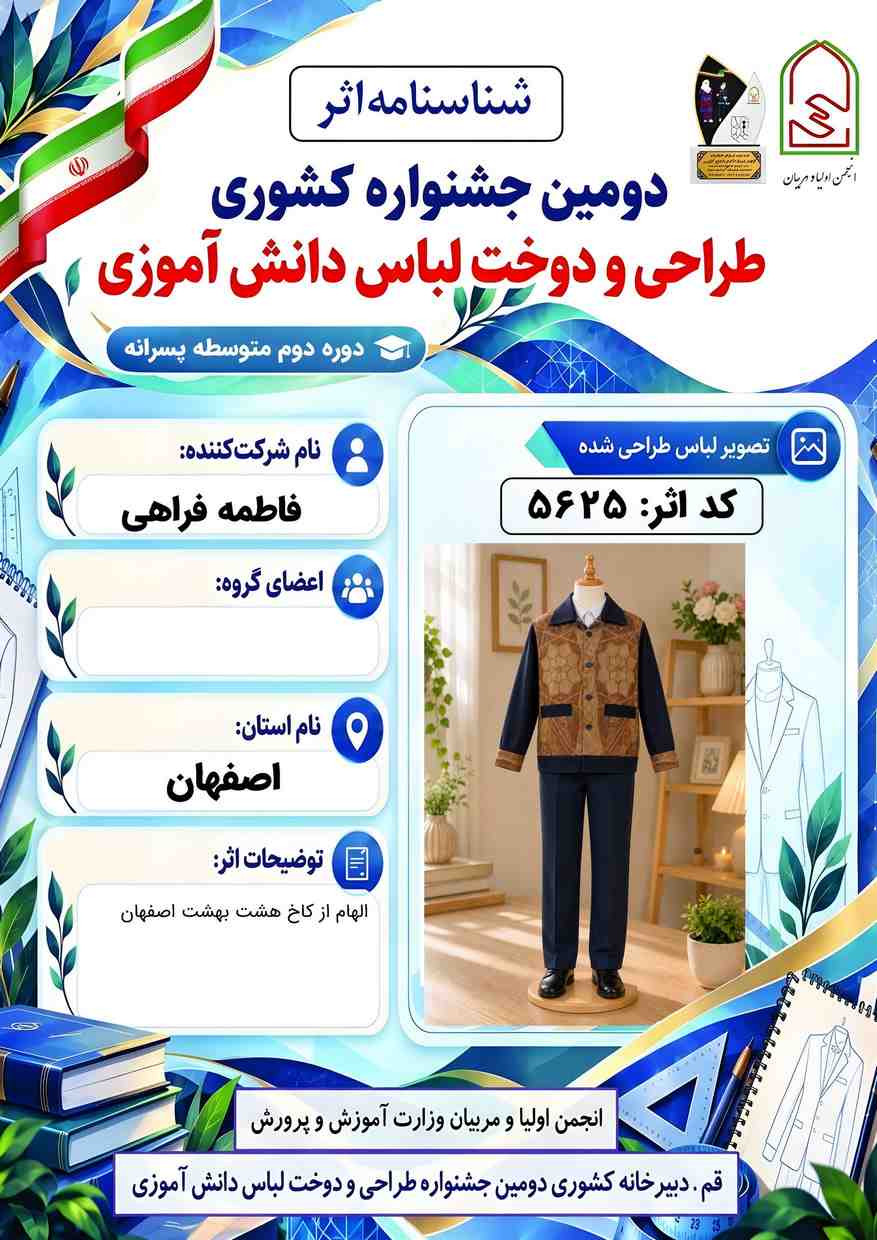 شناسنامه اثر
انجمن اولیا و مربیان
دومین جشنواره کشوری
طراحی و دوخت لباس دانش آموزی
دوره دوم متوسطه پسرانه
تصویر لباس طراحی شده
کد اثر: ۵۶۲۵
نام شرکت‌کننده:
فاطمه فراهی
اعضای گروه:
نام استان:
اصفهان
توضیحات اثر:
الهام از کاخ هشت بهشت اصفهان
انجمن اولیا و مربیان وزارت آموزش و پرورش
قم . دبیرخانه کشوری دومین جشنواره طراحی و دوخت لباس دانش آموزی